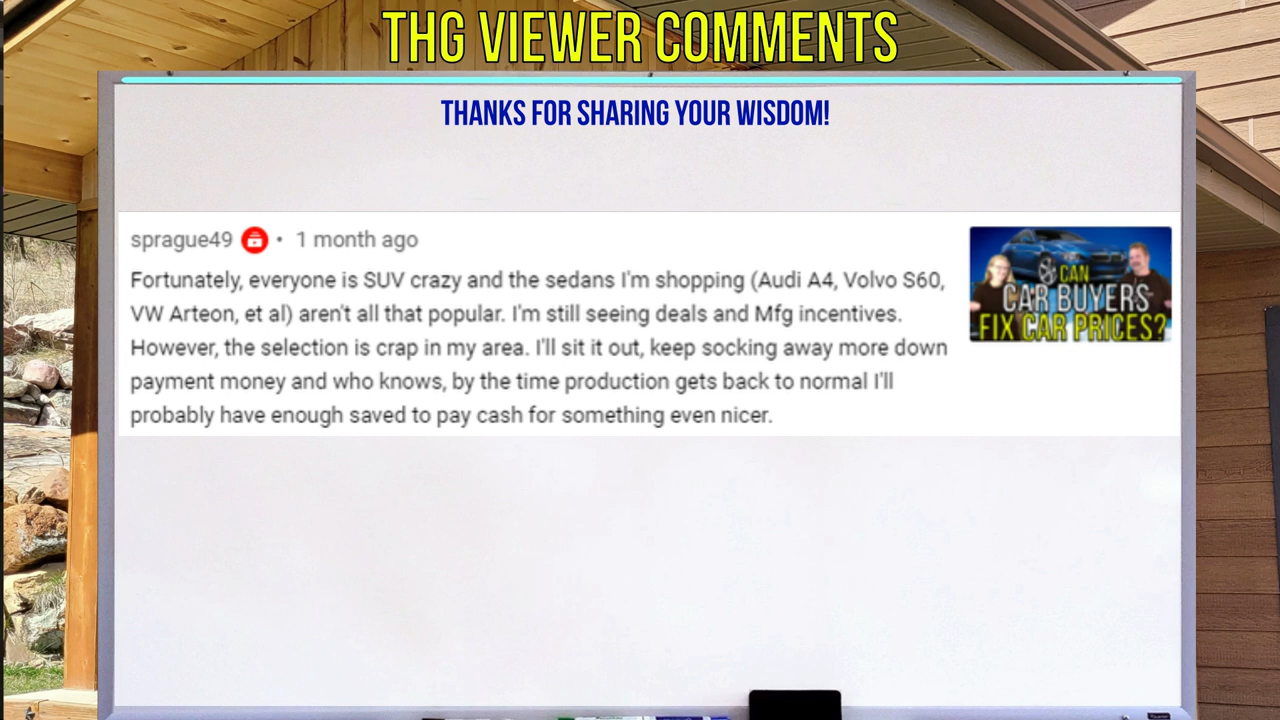 THG VIEWER COMMENTS
THANKS FOR SHARING YOUR WISDOM!
sprague49 • 1 month ago
Fortunately, everyone is SUV crazy and the sedans I'm shopping (Audi A4, Volvo S60,
VW Arteon, et al) aren't all that popular. I'm still seeing deals and Mfg incentives.
However, the selection is crap in my area. I'll sit it out, keep socking away more down
payment money and who knows, by the time production gets back to normal I'll
probably have enough saved to pay cash for something even nicer.
CAN
CAR BUYERS
FIX CAR PRICES?